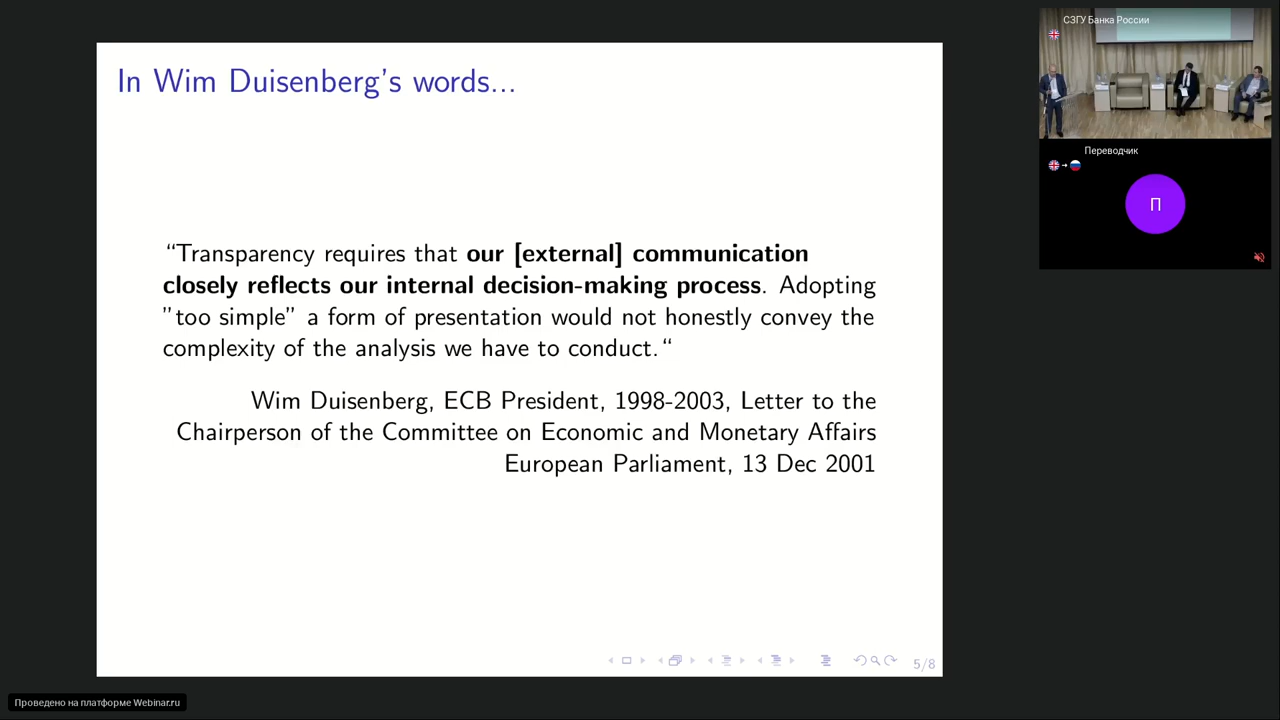 In Wim Duisenberg's words...
“Transparency requires that our [external] communication
closely reflects our internal decision-making process. Adopting
”too simple” a form of presentation would not honestly convey the
complexity of the analysis we have to conduct.“
Wim Duisenberg, ECB President, 1998-2003, Letter to the
Chairperson of the Committee on Economic and Monetary Affairs
European Parliament, 13 Dec 2001
5/8
СЗГУ Банка России
Переводчик
П
Проведено на платформе Webinar.ru